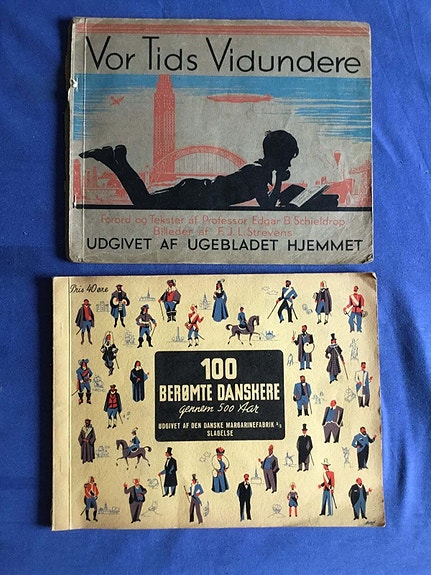 Vor Tids Vidundere
Forord og Tekster af Professor Edgar B. Schieldrop
Billeder af E.J.L. Strevens
UDGIVET AF UGEBLADET HJEMMET
Pris 40 øre
100
BERØMTE DANSKERE
gennem 500 Aar
UDGIVET AF DEN DANSKE MARGARINEFABRIK A/S
SLAGELSE